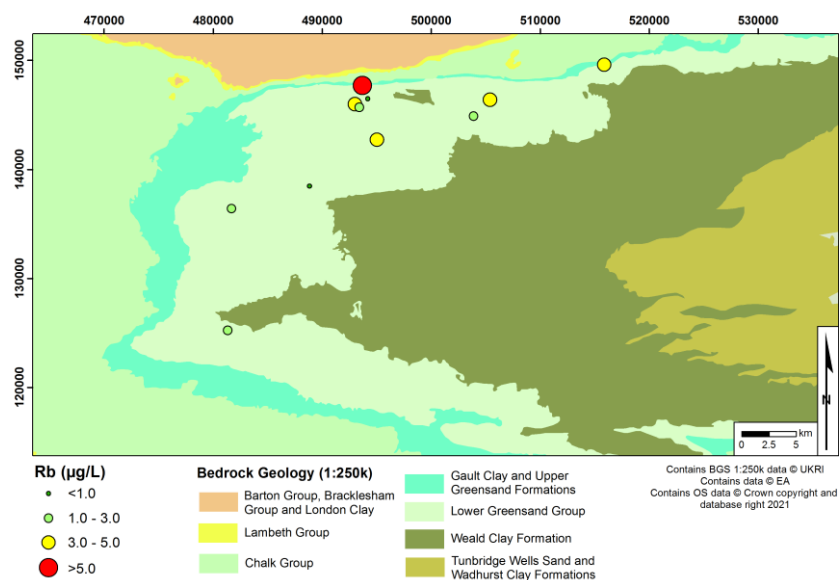 470000 480000 490000 500000 510000 520000 530000
150000
140000
130000
120000
N
km
0 2.5 5
Rb (µg/L)
<1.0
1.0 - 3.0
3.0 - 5.0
>5.0
Bedrock Geology (1:250k)
Barton Group, Bracklesham
Group and London Clay
Lambeth Group
Chalk Group
Gault Clay and Upper
Greensand Formations
Lower Greensand Group
Weald Clay Formation
Tunbridge Wells Sand and
Wadhurst Clay Formations
Contains BGS 1:250k data © UKRI
Contains data © EA
Contains OS data © Crown copyright and
database right 2021